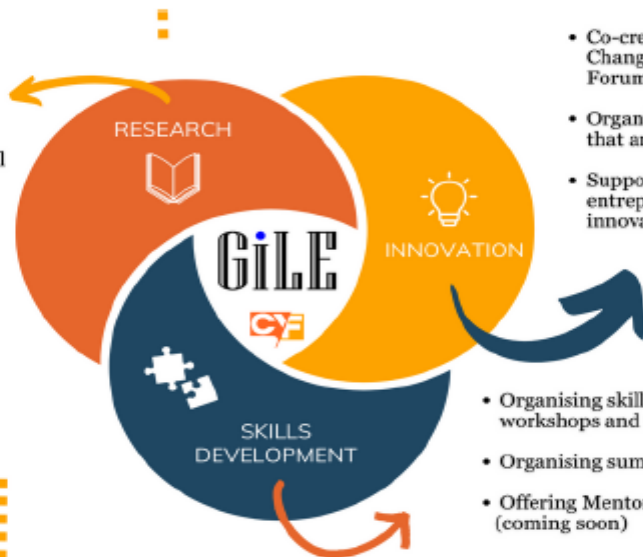 • Co-cre
Chang
Forum
• Organ
that ar
• Suppo
entrep
innova
RESEARCH
l
INNOVATION
GiLE
CYF
SKILLS
DEVELOPMENT
• Organising skill
workshops and
• Organising sum
• Offering Mento
(coming soon)